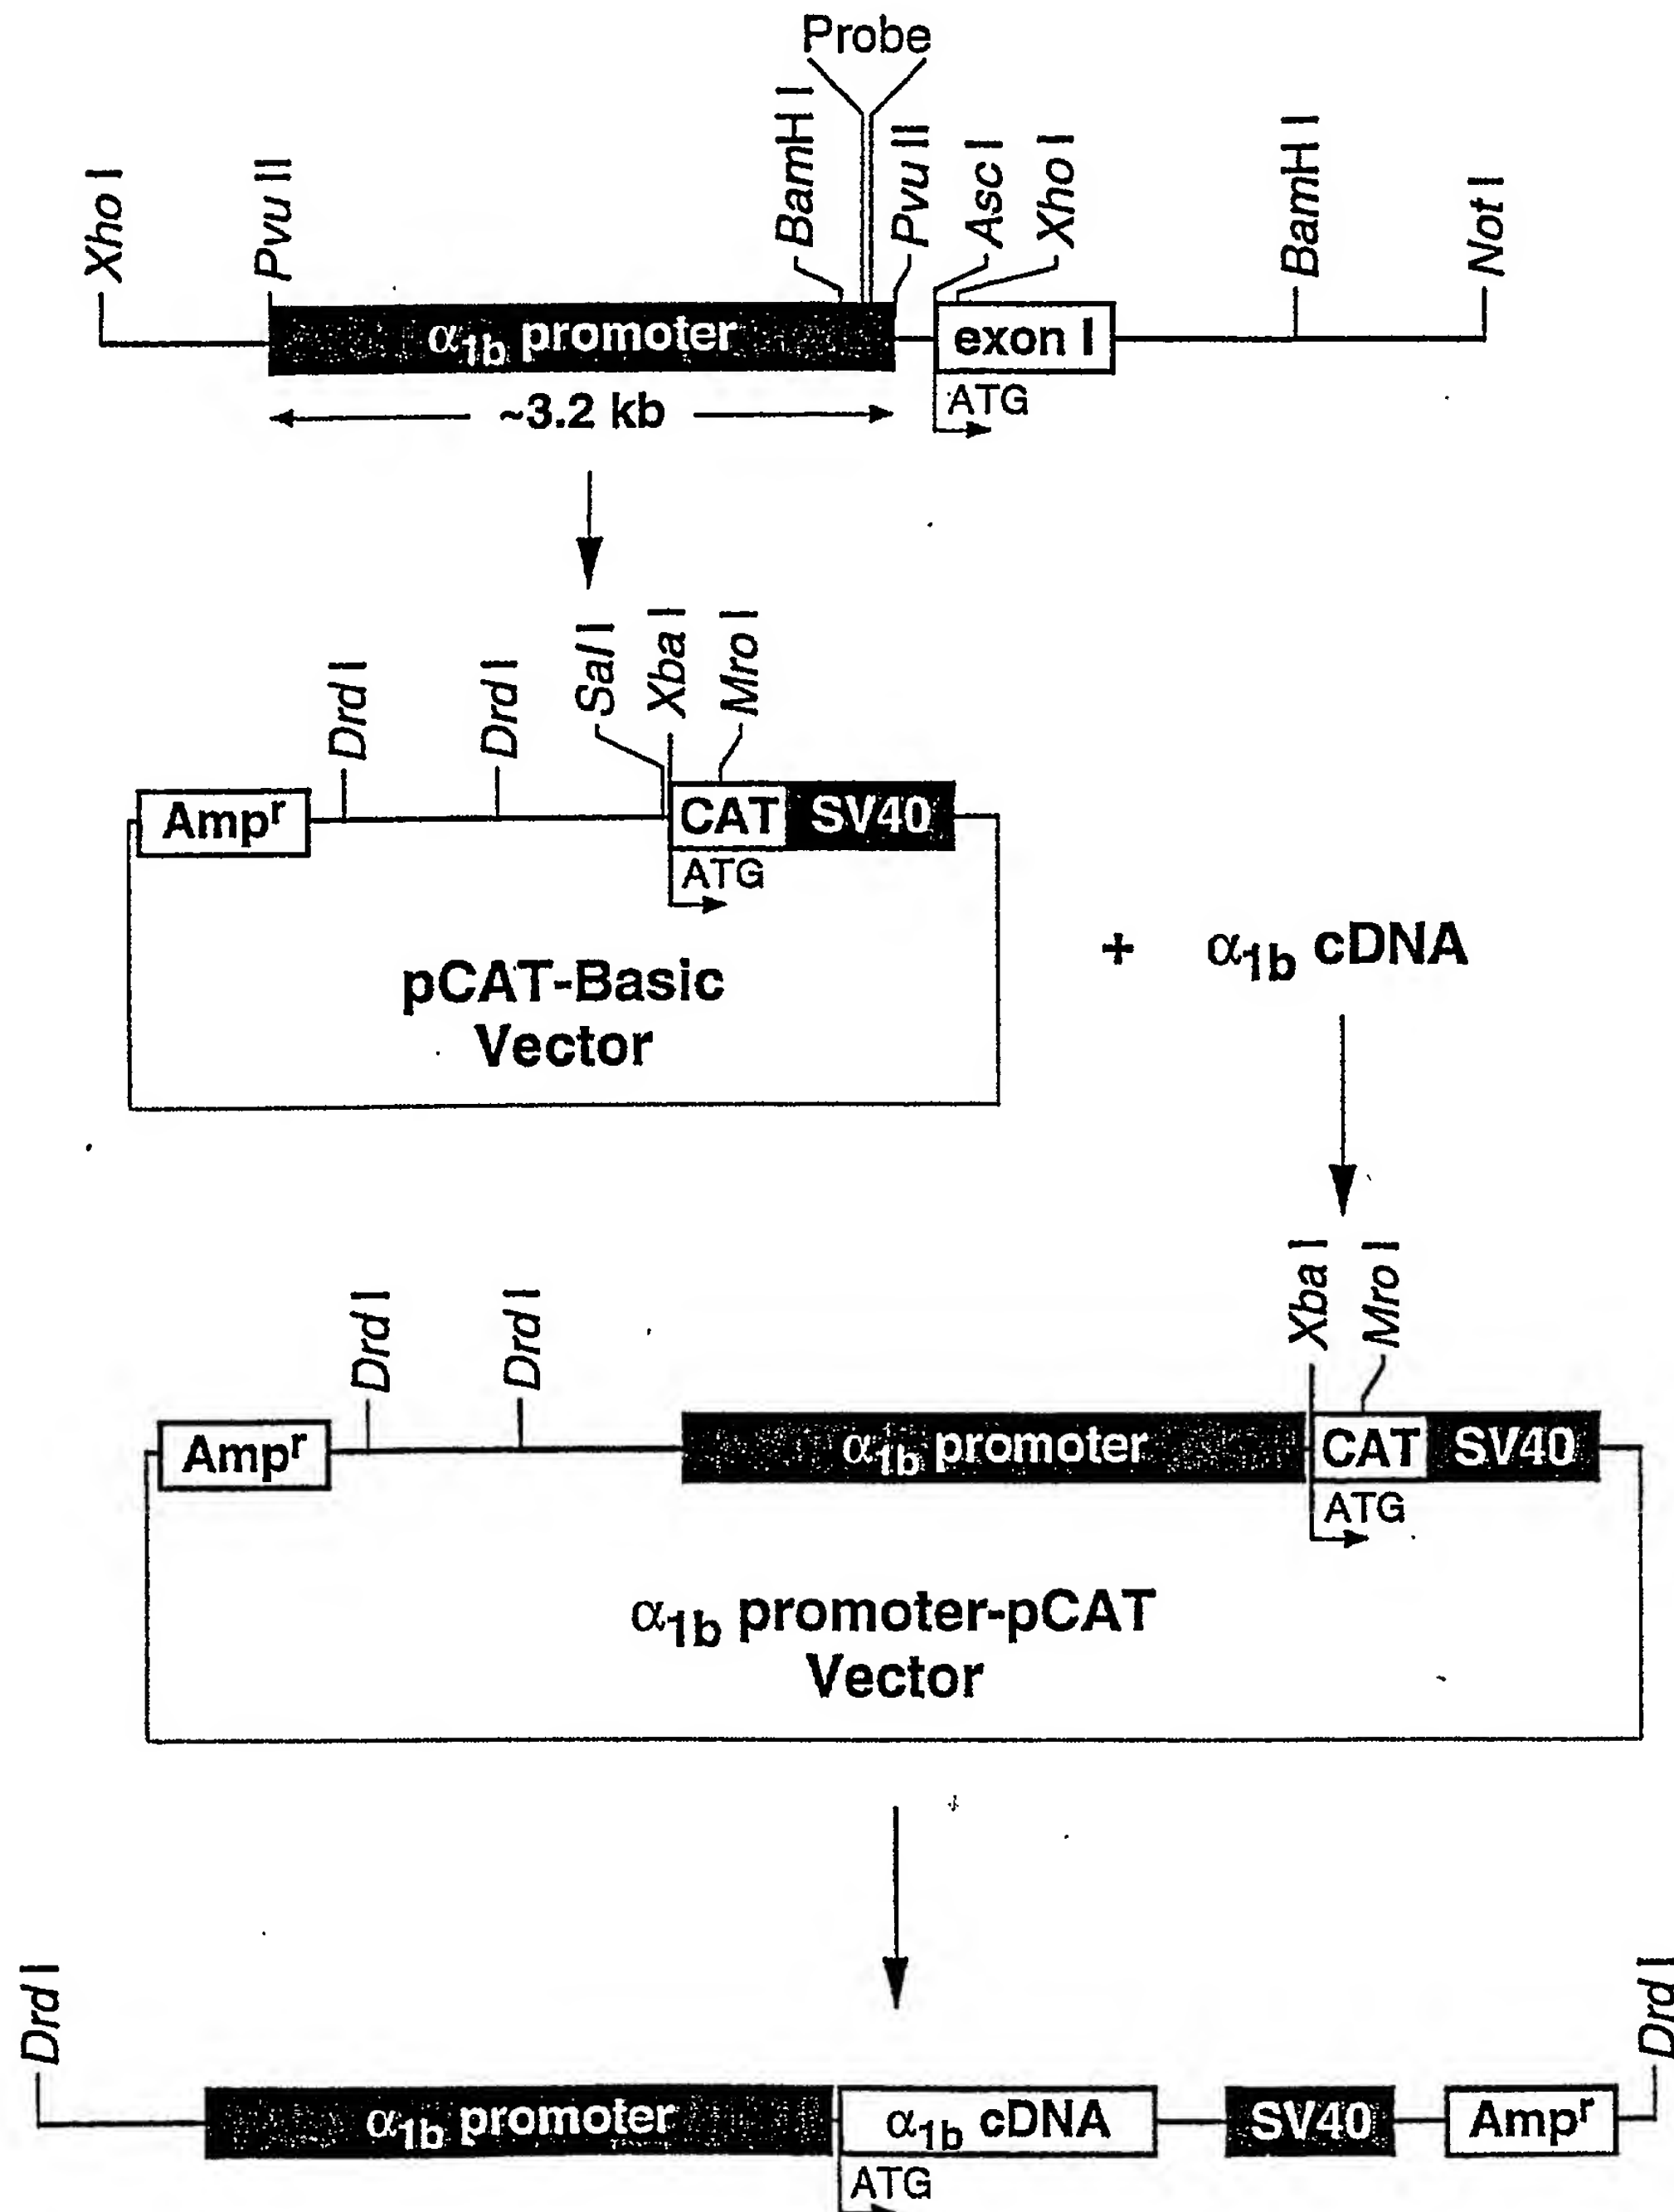 Probe
Xho I
Pvu II
BamH I
Pvu II
Asc I
Xho I
BamH I
Not I
α1b promoter
exon I
ATG
~3.2 kb
Drd I
Drd I
Sal I
Xba I
Mro I
Ampr
CAT
SV40
ATG
pCAT-Basic
Vector
+ α1b cDNA
Drd I
Drd I
Xba I
Mro I
Ampr
α1b promoter
CAT
SV40
ATG
α1b promoter-pCAT
Vector
Drd I
Drd I
α1b promoter
α1b cDNA
SV40
Ampr
ATG